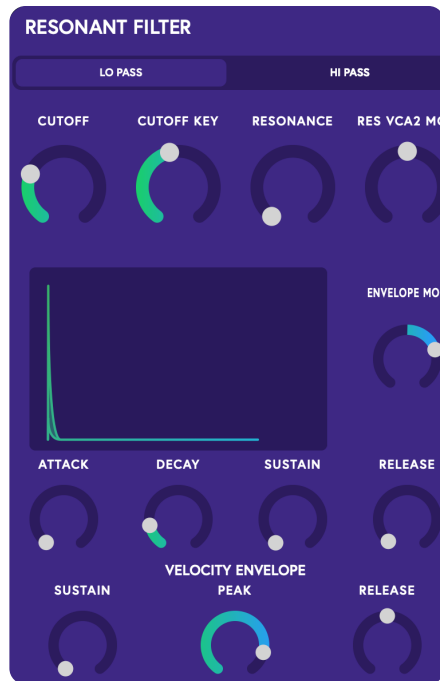 RESONANT FILTER
LO PASS HI PASS
CUTOFF CUTOFF KEY RESONANCE RES VCA2 MO
ENVELOPE MO
ATTACK DECAY SUSTAIN RELEASE
VELOCITY ENVELOPE
SUSTAIN PEAK RELEASE